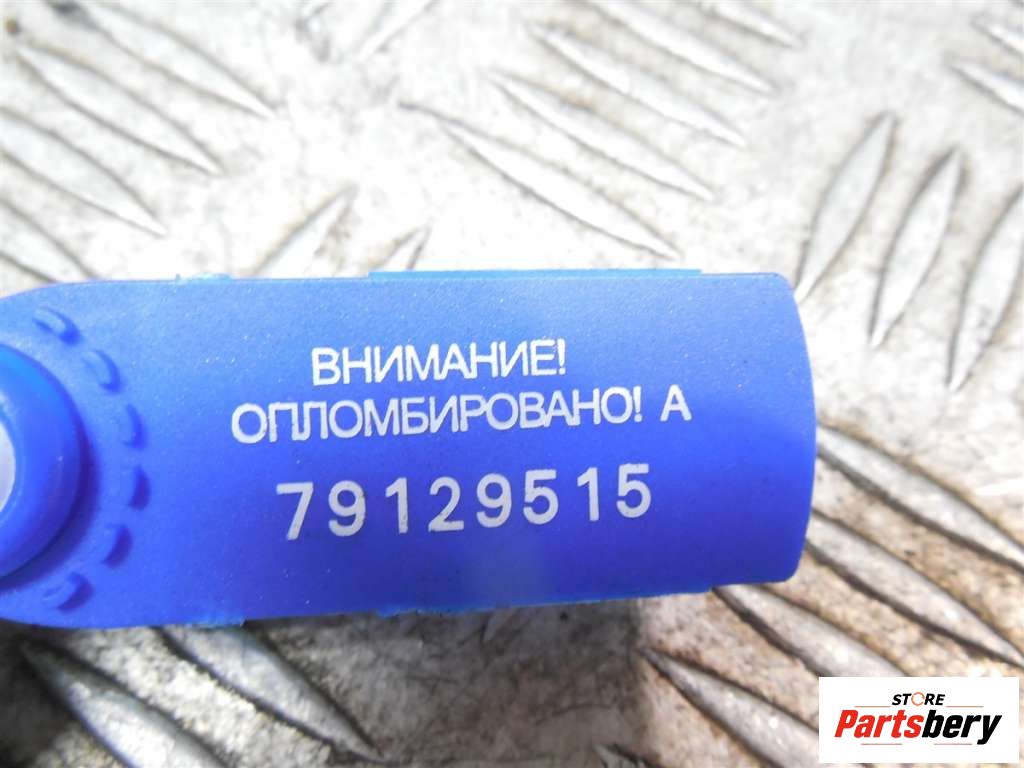 ВНИМАНИЕ!
ОПЛОМБИРОВАНО! А
79129515
STORE
Partsbery